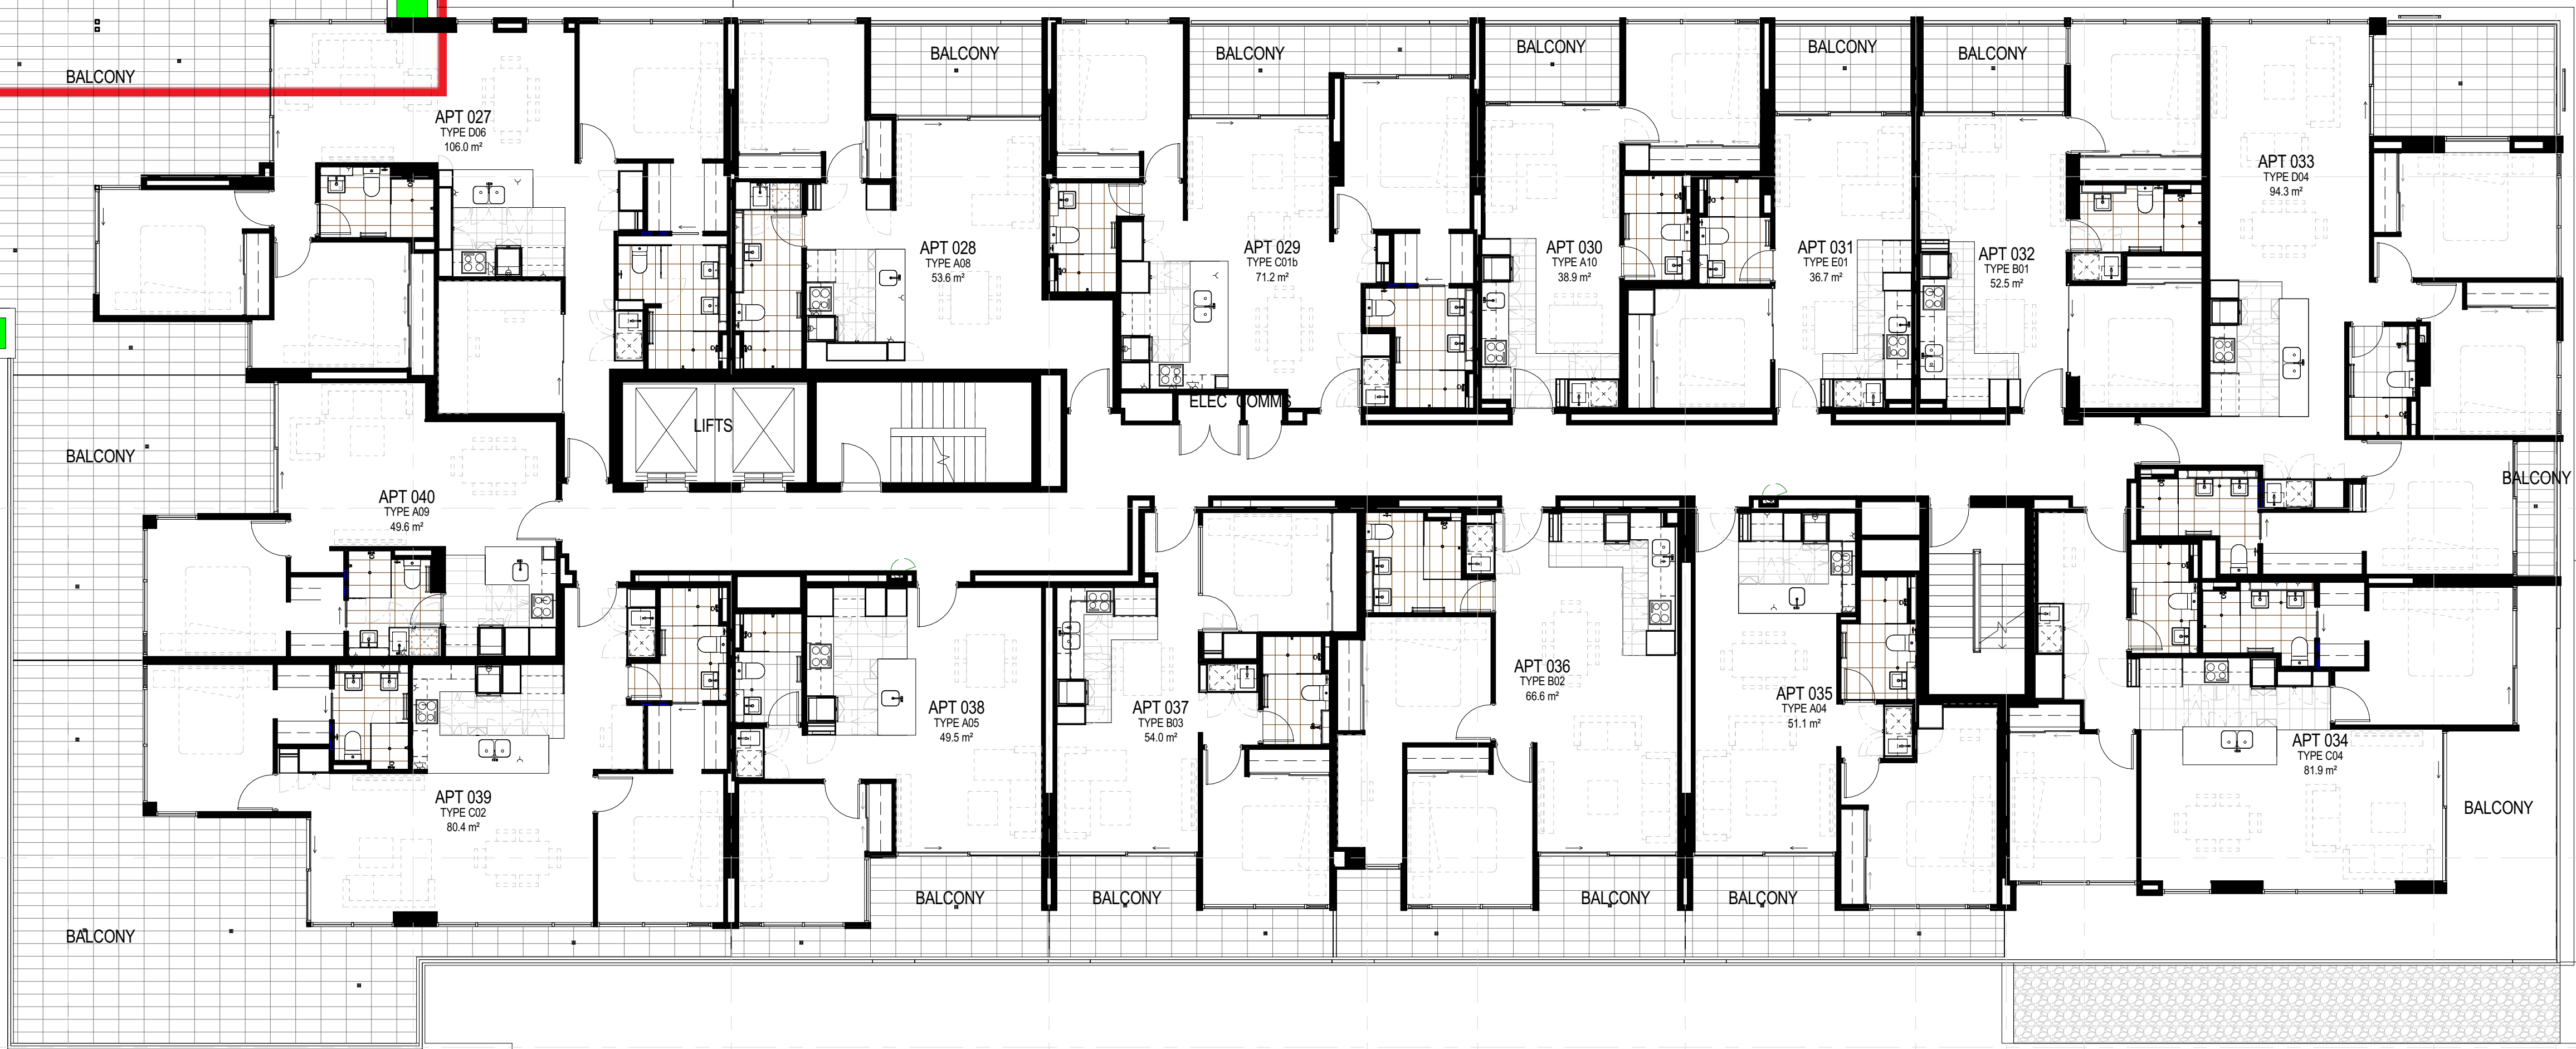 BALCONY
BALCONY
BALCONY
BALCONY
BALCONY
BALCONY
APT 027
TYPE D06
106.0 m²
APT 033
TYPE D04
94.3 m²
APT 028
TYPE A08
53.6 m²
APT 029
TYPE C01b
71.2 m²
APT 030
TYPE A10
38.9 m²
APT 031
TYPE E01
36.7 m²
APT 032
TYPE B01
52.5 m²
ELEC COMMS
LIFTS
BALCONY
BALCONY
APT 040
TYPE A09
49.6 m²
APT 036
TYPE B02
66.6 m²
APT 035
TYPE A04
51.1 m²
APT 038
TYPE A05
49.5 m²
APT 037
TYPE B03
54.0 m²
APT 034
TYPE C04
81.9 m²
APT 039
TYPE C02
80.4 m²
BALCONY
BALCONY
BALCONY
BALCONY
BALCONY
BALCONY